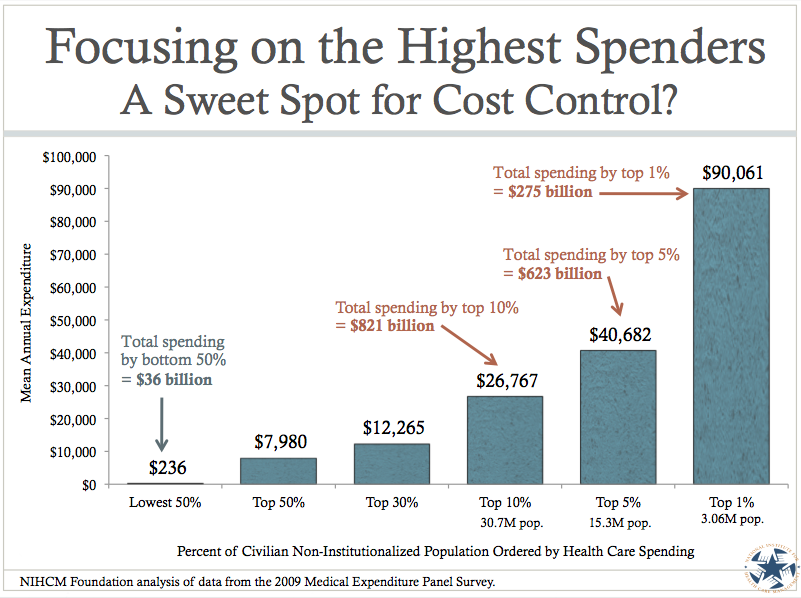 Focusing on the Highest Spenders
A Sweet Spot for Cost Control?
$100,000
$90,000
$80,000
$70,000
$60,000
$50,000
$40,000
$30,000
$20,000
$10,000
$0
Mean Annual Expenditure
Total spending by top 1%
= $275 billion
$90,061
Total spending by top 5%
= $623 billion
$40,682
Total spending by top 10%
= $821 billion
$26,767
Total spending
by bottom 50%
= $36 billion
$236
$7,980
$12,265
Lowest 50%
Top 50%
Top 30%
Top 10%
30.7M pop.
Top 5%
15.3M pop.
Top 1%
3.06M pop.
Percent of Civilian Non-Institutionalized Population Ordered by Health Care Spending
NIHCM Foundation analysis of data from the 2009 Medical Expenditure Panel Survey.